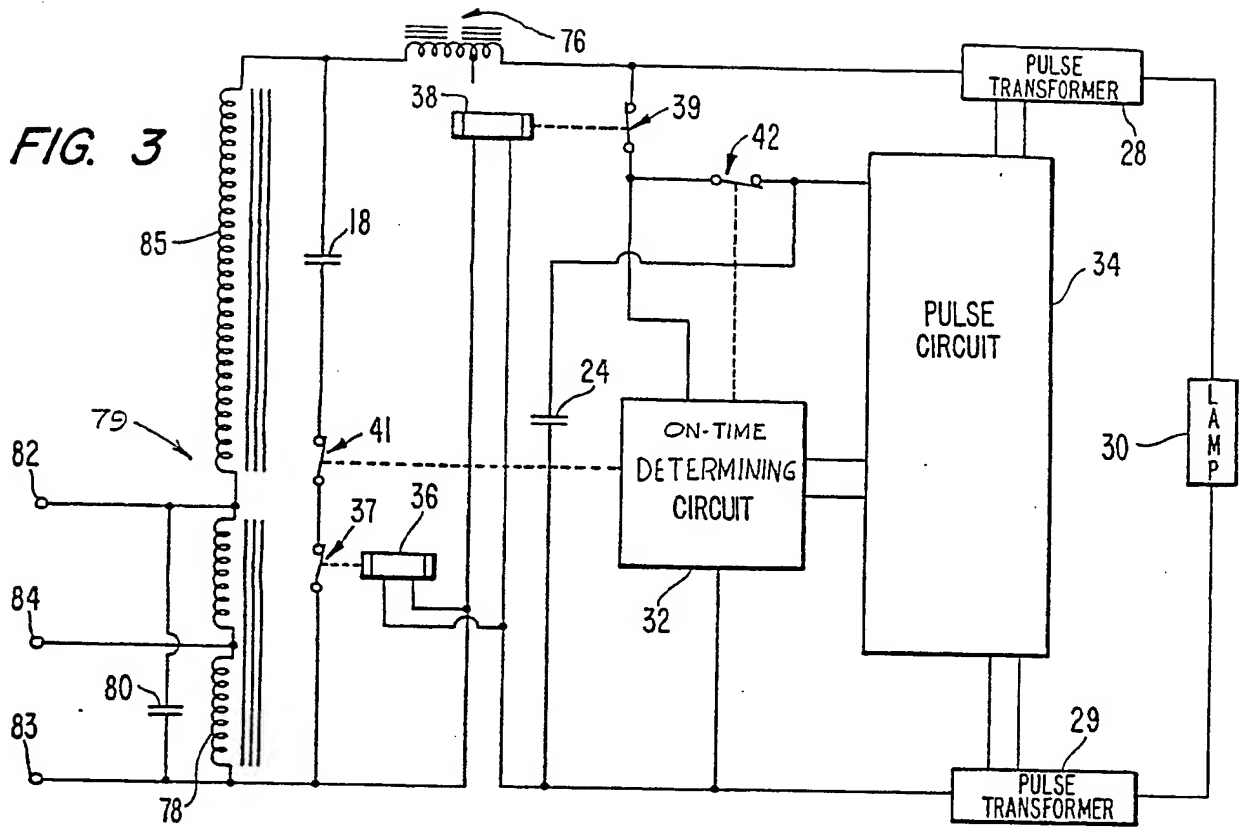 FIG. 3
76
38
39
42
PULSE
TRANSFORMER
28
18
85
34
PULSE
CIRCUIT
24
LAMP
30
79
41
ON-TIME
DETERMINING
CIRCUIT
82
37
36
32
84
80
83
78
29
PULSE
TRANSFORMER